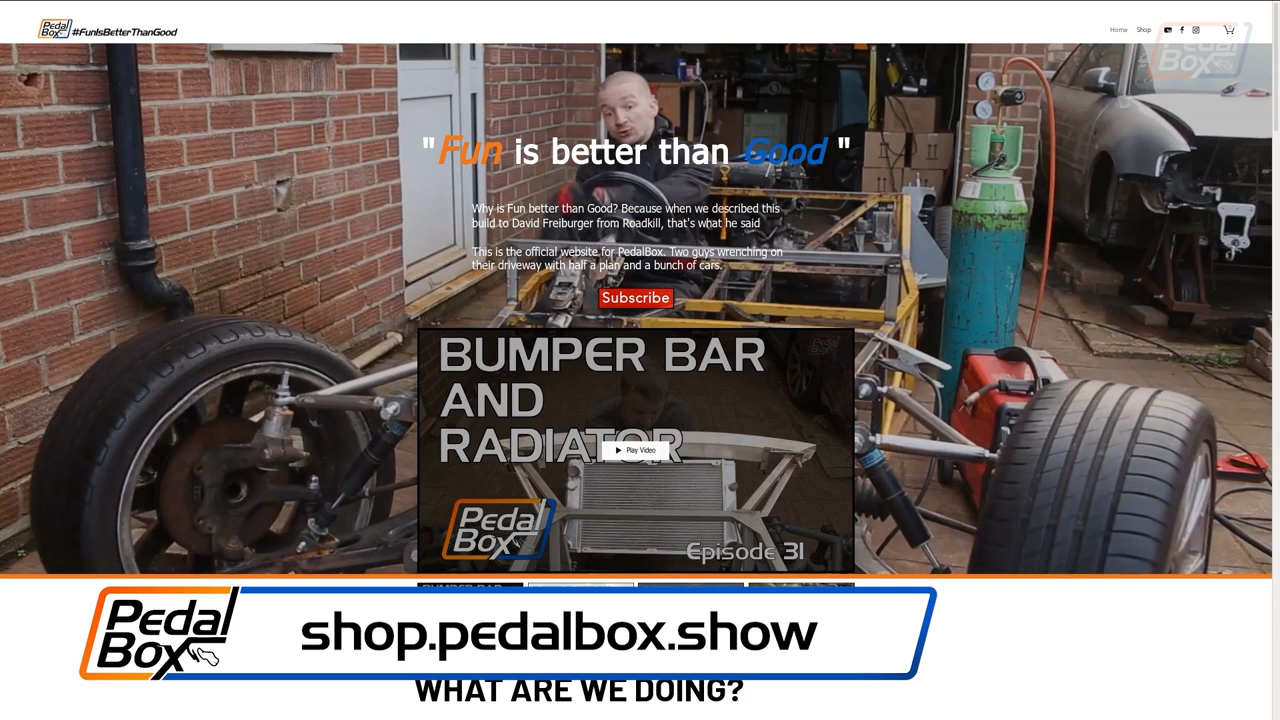 Pedal
Box
#FunIsBetterThanGood
Home
Shop
Pedal
Box
"Fun is better than Good "
Why is Fun better than Good? Because when we described this
build to David Freiburger from Roadkill, that's what he said
This is the official website for PedalBox. Two guys wrenching on
their driveway with half a plan and a bunch of cars.
Subscribe
BUMPER BAR
AND
RADIATOR
Play Video
Pedal
Box
Episode 31
Pedal
Box
shop.pedalbox.show
WHAT ARE WE DOING?